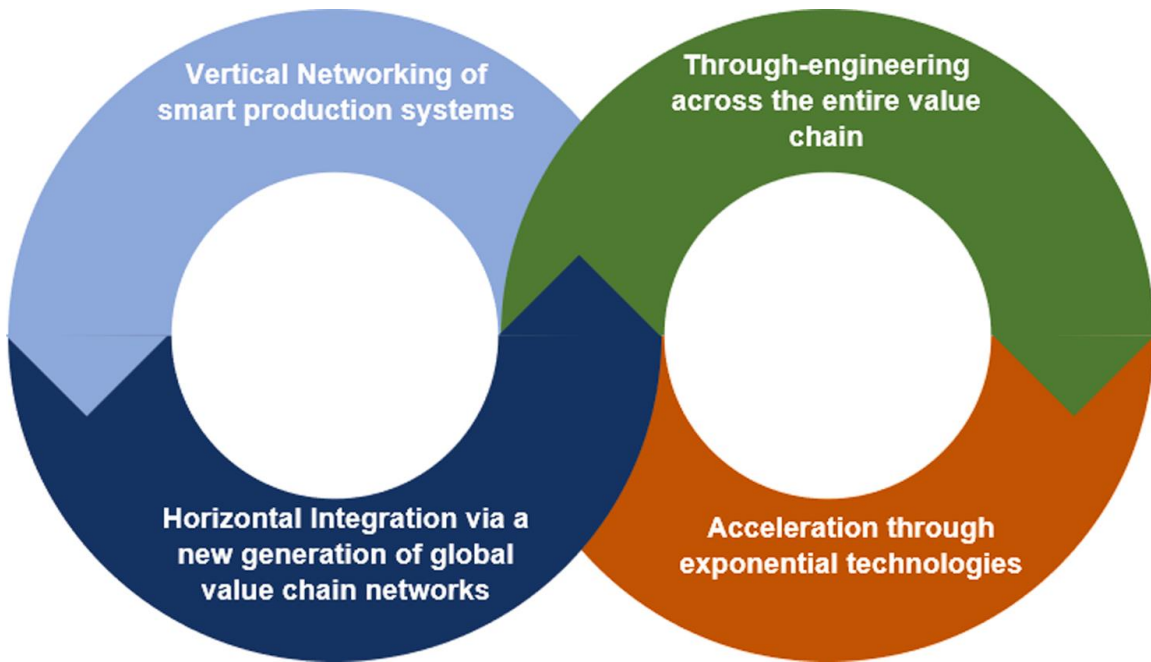 Vertical Networking of
smart production systems
Through-engineering
across the entire value
chain
Horizontal Integration via a
new generation of global
value chain networks
Acceleration through
exponential technologies